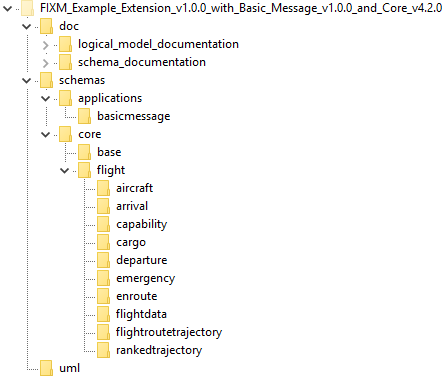 FIXM_Example_Extension_v1.0.0_with_Basic_Message_v1.0.0_and_Core_v4.2.0
doc
logical_model_documentation
schema_documentation
schemas
applications
basicmessage
core
base
flight
aircraft
arrival
capability
cargo
departure
emergency
enroute
flightdata
flightroutetrajectory
rankedtrajectory
uml